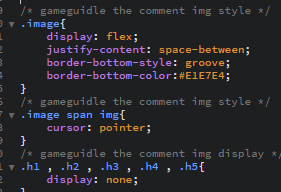 /* gameguidle the comment img style */
.image{
display: flex;
justify-content: space-between;
border-bottom-style: groove;
border-bottom-color:#E1E7E4;
}
/* gameguidle the comment img style */
.image span img{
cursor: pointer;
}
/* gameguidle the comment img display */
.h1 , .h2 , .h3 , .h4 , .h5{
display: none;